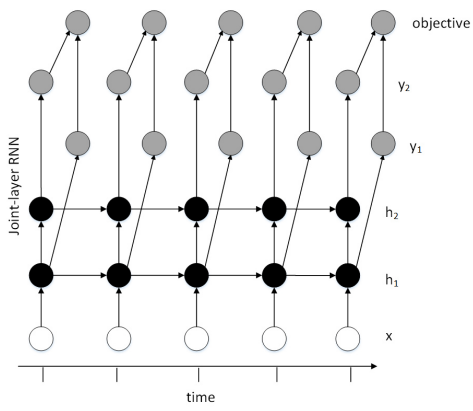 objective
y₂
y₁
Joint-layer RNN
h₂
h₁
x
time